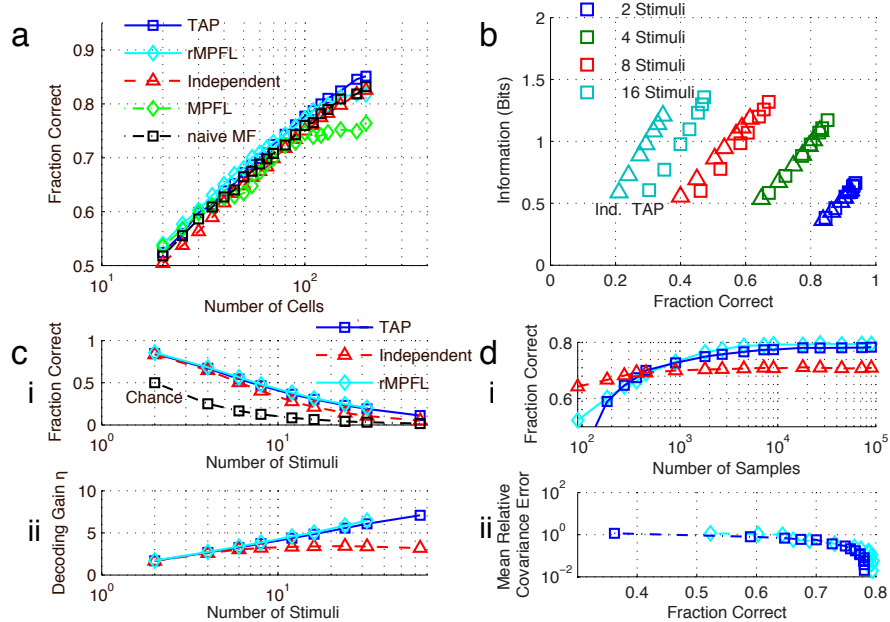 a
TAP
rMPFL
Independent
MPFL
naive MF
Fraction Correct
0.9
0.8
0.7
0.6
0.5
10^1
10^2
Number of Cells
b
2 Stimuli
4 Stimuli
8 Stimuli
16 Stimuli
Information (Bits)
2
1.5
1
0.5
0
Ind. TAP
0
0.2
0.4
0.6
0.8
1
Fraction Correct
c
i
TAP
Independent
rMPFL
Fraction Correct
1
0.5
0
Chance
10^0
10^1
Number of Stimuli
ii
Decoding Gain η
10
5
0
10^0
10^1
Number of Stimuli
d
i
Fraction Correct
0.8
0.6
10^2
10^3
10^4
10^5
Number of Samples
ii
Mean Relative
Covariance Error
10^2
10^0
10^-2
0.4
0.5
0.6
0.7
0.8
Fraction Correct